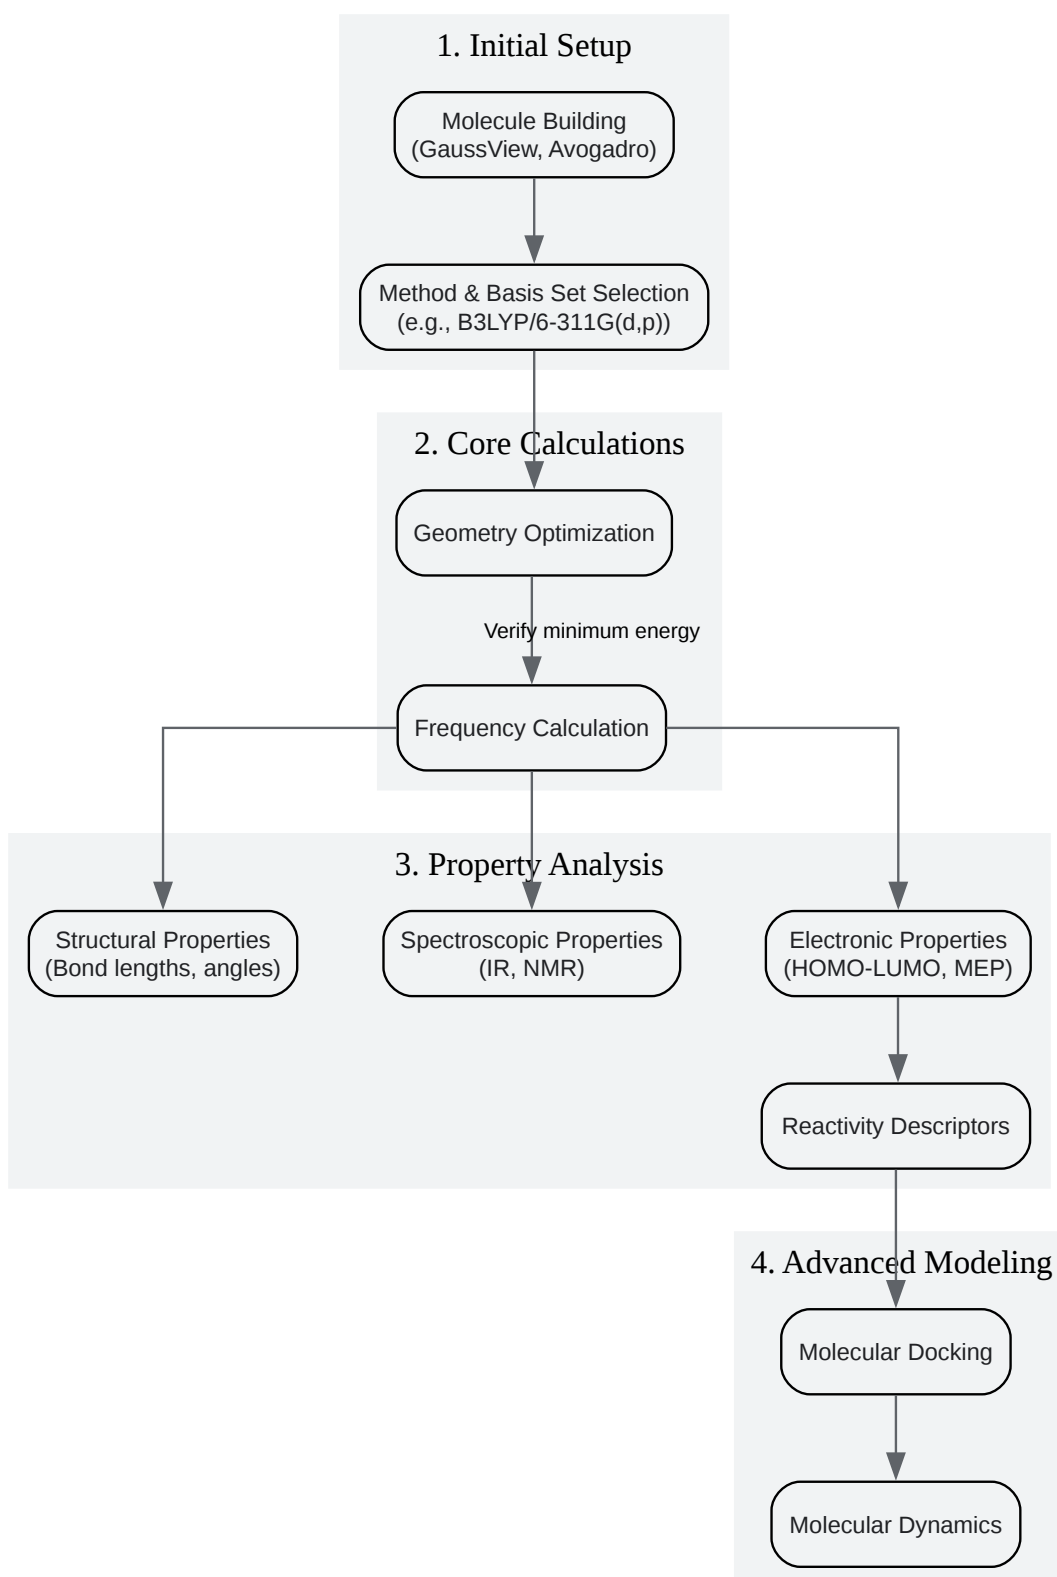 1. Initial Setup
Molecule Building
(GaussView, Avogadro)
Method & Basis Set Selection
(e.g., B3LYP/6-311G(d,p))
2. Core Calculations
Geometry Optimization
Verify minimum energy
Frequency Calculation
3. Property Analysis
Structural Properties
(Bond lengths, angles)
Spectroscopic Properties
(IR, NMR)
Electronic Properties
(HOMO-LUMO, MEP)
Reactivity Descriptors
4. Advanced Modeling
Molecular Docking
Molecular Dynamics